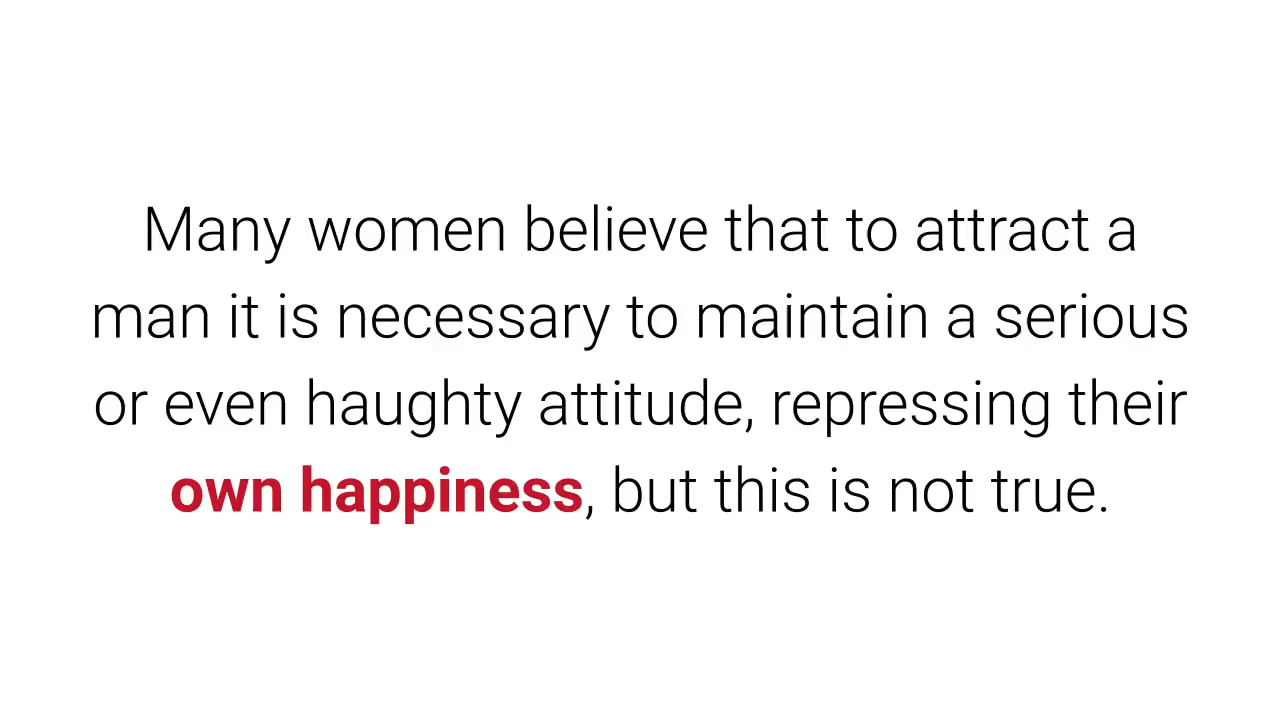 Many women believe that to attract a
man it is necessary to maintain a serious
or even haughty attitude, repressing their
own happiness, but this is not true.